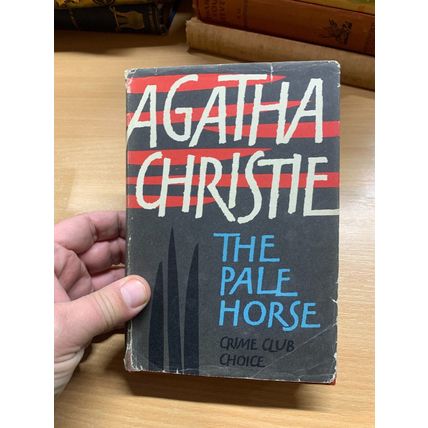 AGATHA
CHRISTIE
THE
PALE
HORSE
CRIME CLUB
CHOICE